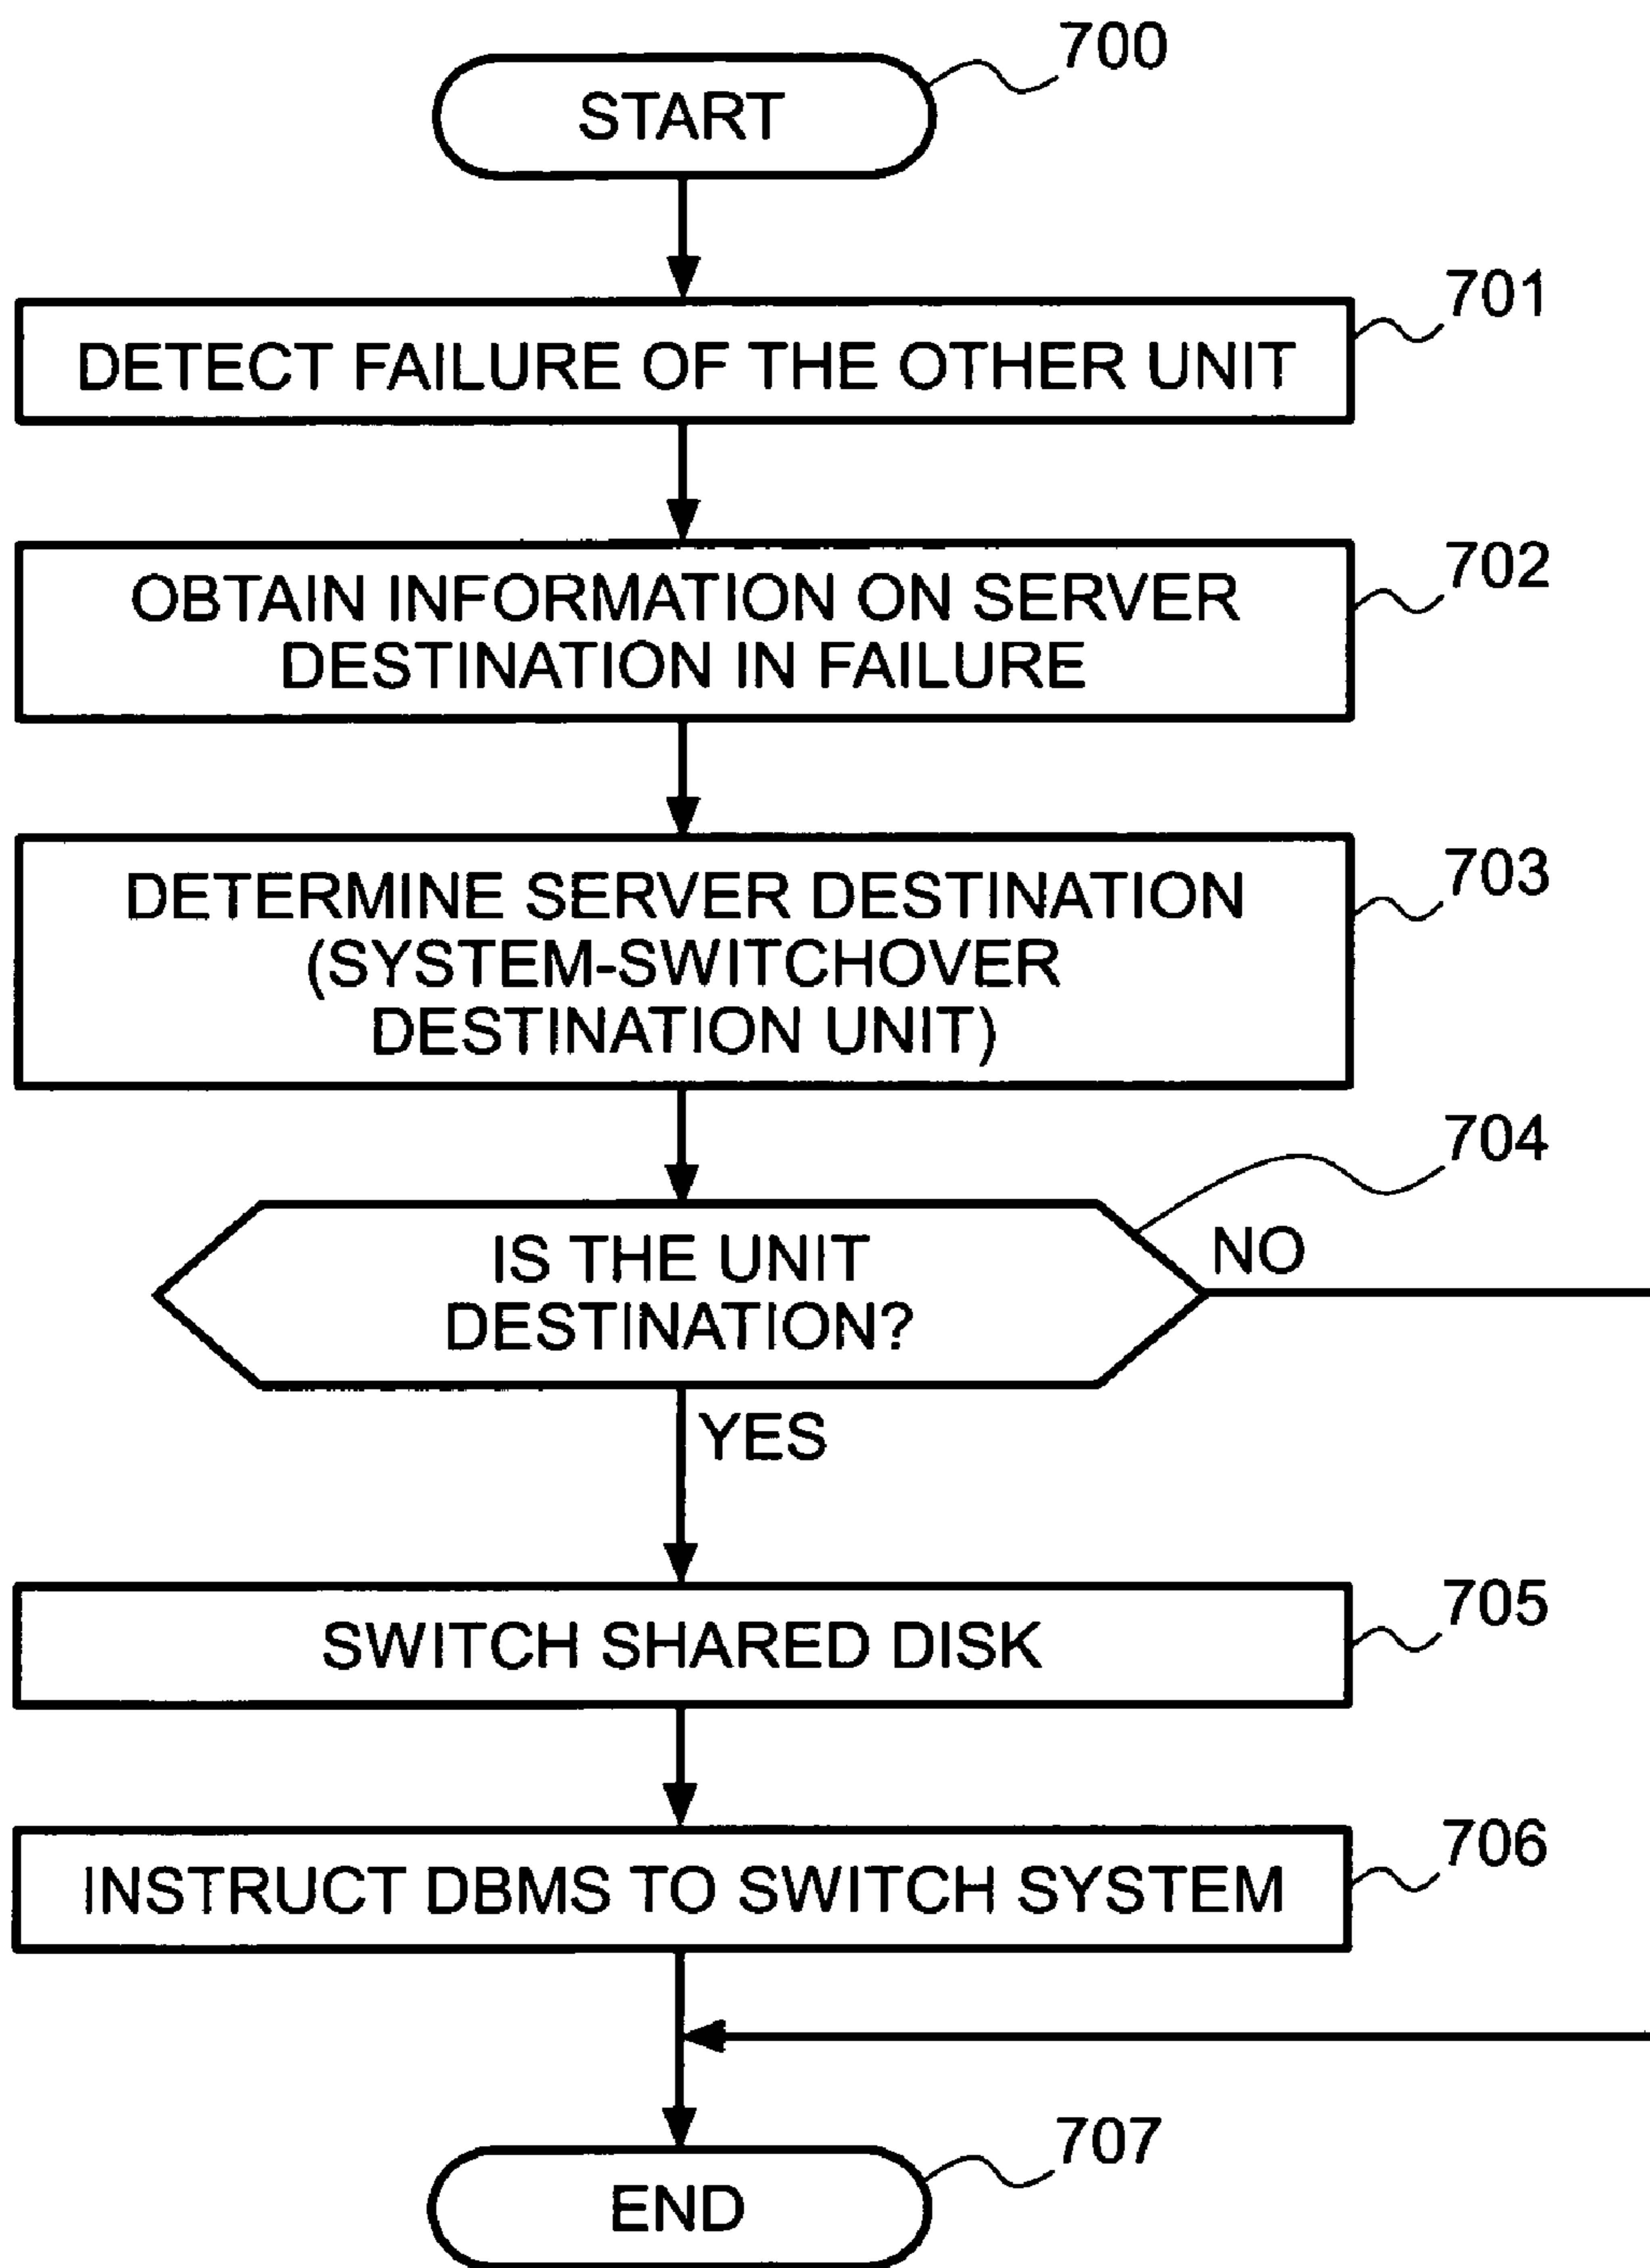 700
START
701
DETECT FAILURE OF THE OTHER UNIT
702
OBTAIN INFORMATION ON SERVER
DESTINATION IN FAILURE
703
DETERMINE SERVER DESTINATION
(SYSTEM-SWITCHOVER
DESTINATION UNIT)
704
IS THE UNIT
DESTINATION?
NO
YES
705
SWITCH SHARED DISK
706
INSTRUCT DBMS TO SWITCH SYSTEM
707
END